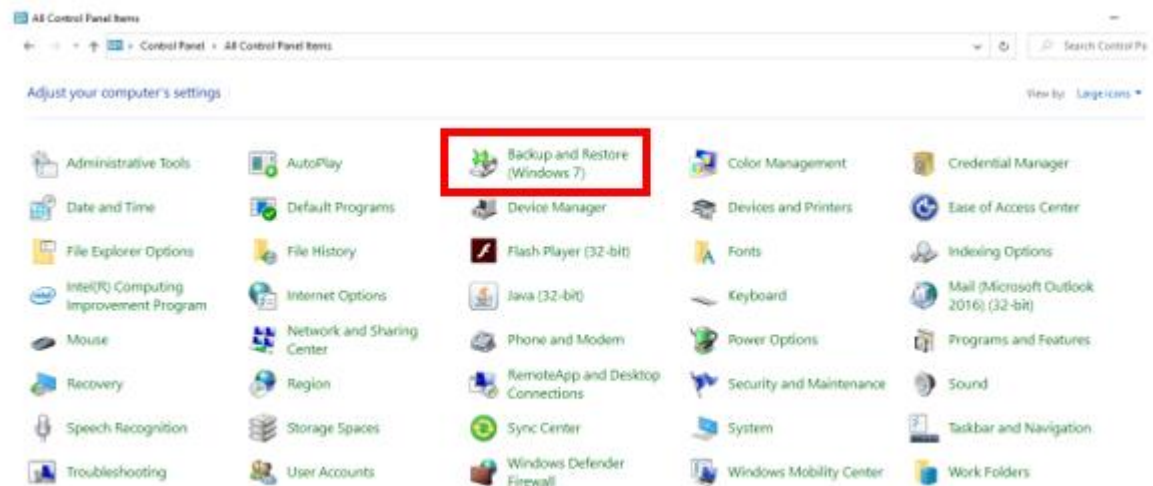 All Control Panel Items
Control Panel > All Control Panel Items
Search Control Pa
Adjust your computer's settings
View by: Large icons
Administrative Tools
AutoPlay
Backup and Restore
(Windows 7)
Color Management
Credential Manager
Date and Time
Default Programs
Device Manager
Devices and Printers
Ease of Access Center
File Explorer Options
File History
Flash Player (32-bit)
Fonts
Indexing Options
Intel(R) Computing
Improvement Program
Internet Options
Java (32-bit)
Keyboard
Mail (Microsoft Outlook
2016) (32-bit)
Mouse
Network and Sharing
Center
Phone and Modem
Power Options
Programs and Features
Recovery
Region
RemoteApp and Desktop
Connections
Security and Maintenance
Sound
Speech Recognition
Storage Spaces
Sync Center
System
Taskbar and Navigation
Troubleshooting
User Accounts
Windows Defender
Firewall
Windows Mobility Center
Work Folders